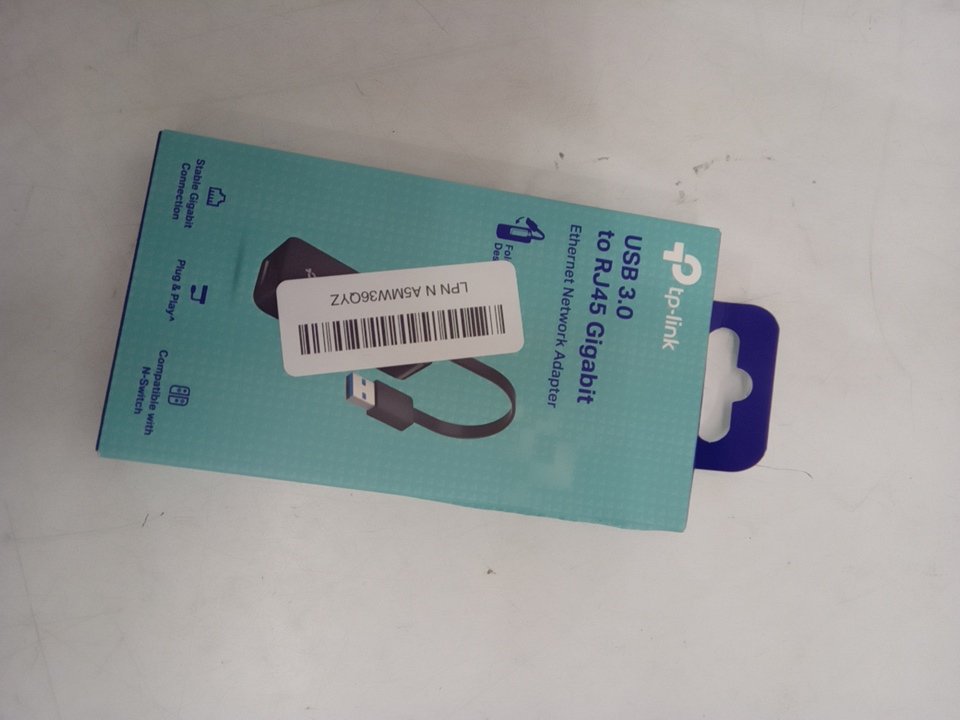 tp-link
USB 3.0
to RJ45 Gigabit
Ethernet Network Adapter
LPN N A5MW36QYZ
Stable Gigabit
Connection
Plug & Play^
Compatible with
N-Switch